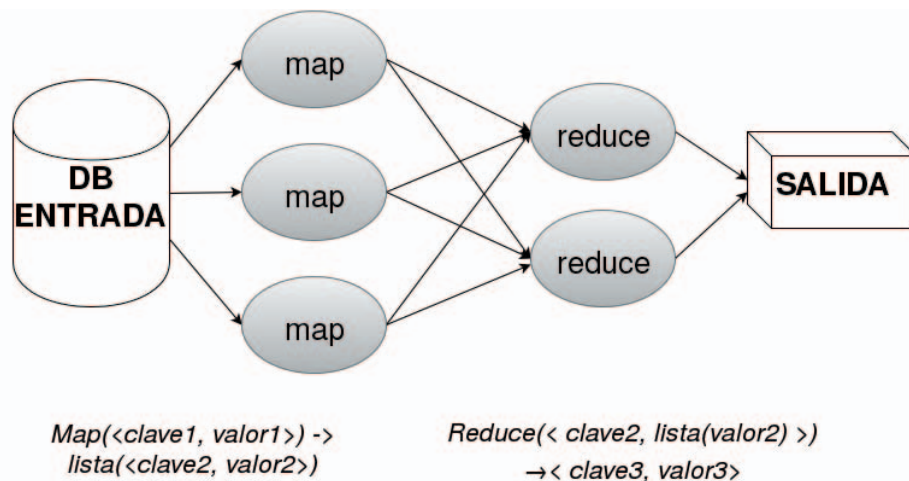 map
map
map
DB
ENTRADA
reduce
reduce
SALIDA
Map(<clave1, valor1>) ->
lista(<clave2, valor2>)
Reduce(< clave2, lista(valor2) >)
→< clave3, valor3>